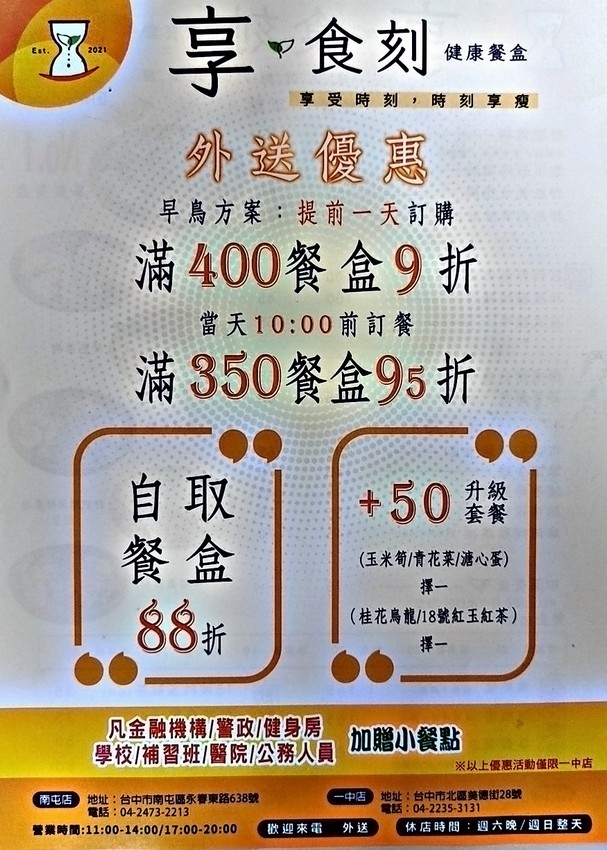 Est. 2021
享食刻 健康餐盒
享受時刻，時刻享瘦
外送優惠
早鳥方案：提前一天訂購
滿400餐盒9折
當天10:00前訂餐
滿350餐盒95折
自取
餐盒
88折
+50 升級套餐
(玉米筍/青花菜/溏心蛋)
擇一
(桂花烏龍/18號紅玉紅茶)
擇一
凡金融機構/警政/健身房
學校/補習班/醫院/公務人員
加贈小餐點
※以上優惠活動僅限一中店
南屯店 地址：台中市南屯區永春東路638號
電話：04-2473-2213
一中店 地址：台中市北區美德街28號
電話：04-2235-3131
營業時間:11:00-14:00/17:00-20:00
歡迎來電 外送
休店時間：週六晚/週日整天